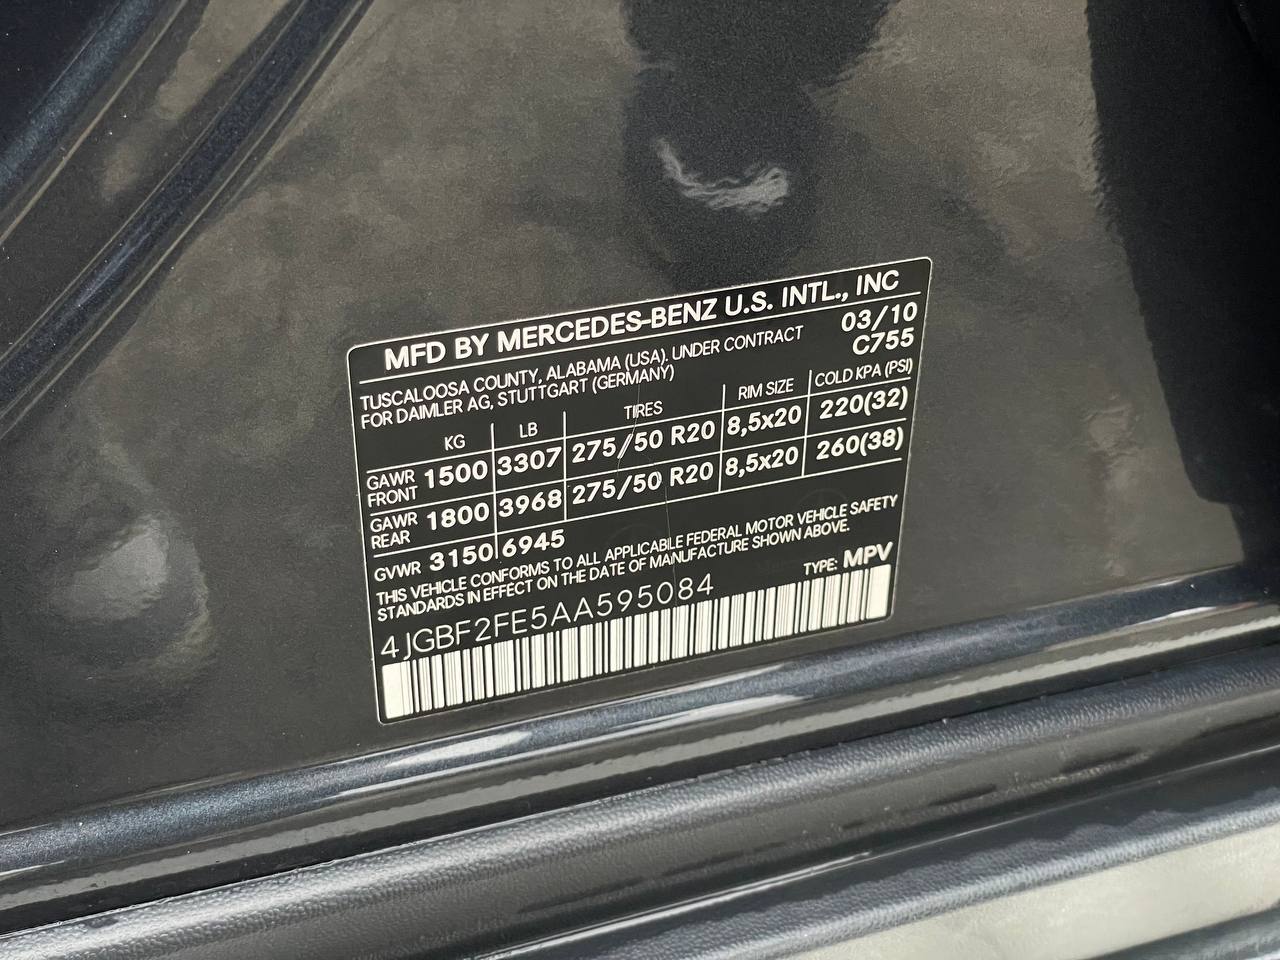 MFD BY MERCEDES-BENZ U.S. INTL., INC
TUSCALOOSA COUNTY, ALABAMA (USA). UNDER CONTRACT 03/10
FOR DAIMLER AG, STUTTGART (GERMANY) C755
KG LB TIRES RIM SIZE COLD KPA (PSI)
GAWR FRONT 1500 3307 275/50 R20 8,5x20 220(32)
GAWR REAR 1800 3968 275/50 R20 8,5x20 260(38)
GVWR 3150 6945
THIS VEHICLE CONFORMS TO ALL APPLICABLE FEDERAL MOTOR VEHICLE SAFETY
STANDARDS IN EFFECT ON THE DATE OF MANUFACTURE SHOWN ABOVE.
4JGBF2FE5AA595084 TYPE: MPV